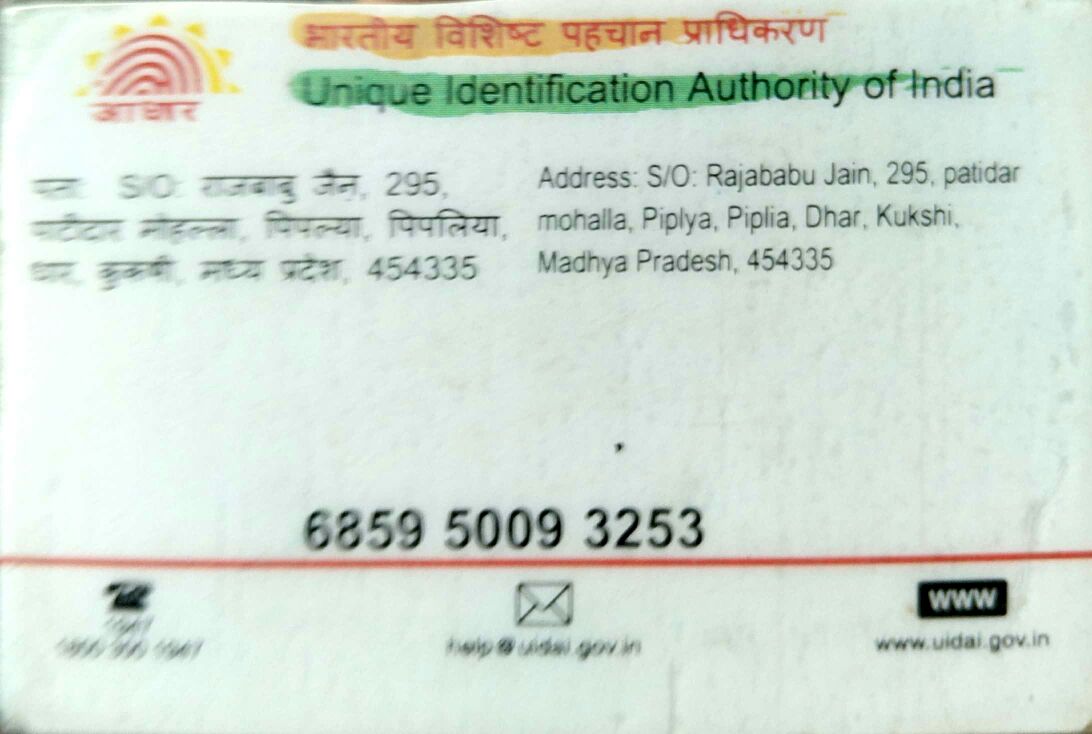 भारतीय विशिष्ट पहचान प्राधिकरण
Unique Identification Authority of India
आधार
पता: S/O: राजबाबु जैन, 295,
पाटीदार मोहल्ला, पिपल्या, पिपलिया,
धार, कुक्षी, मध्य प्रदेश, 454335
Address: S/O: Rajababu Jain, 295, patidar
mohalla, Piplya, Piplia, Dhar, Kukshi,
Madhya Pradesh, 454335
6859 5009 3253
1947
1800 300 1947
help@uidai.gov.in
WWW
www.uidai.gov.in